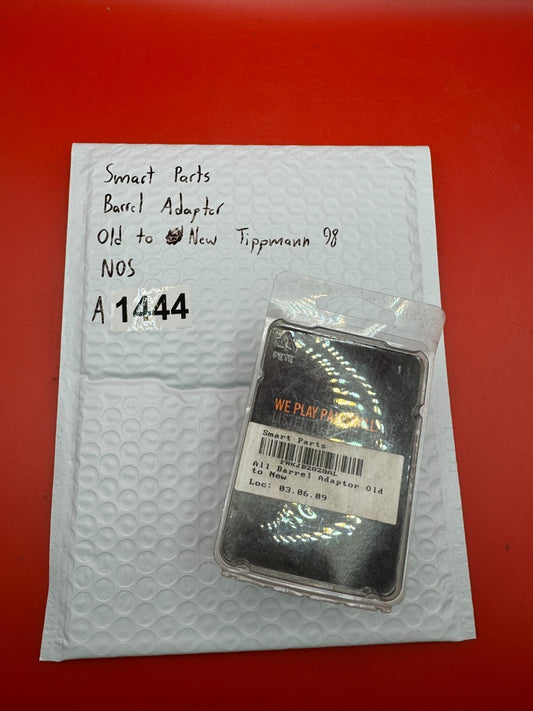 Smart Parts
Barrel Adapter
Old to New Tippmann 98
NOS
A 1444
PETE
WE PLAY
Smart Parts
All Barrel Adaptor Old
to New
Loc: 03.06.09